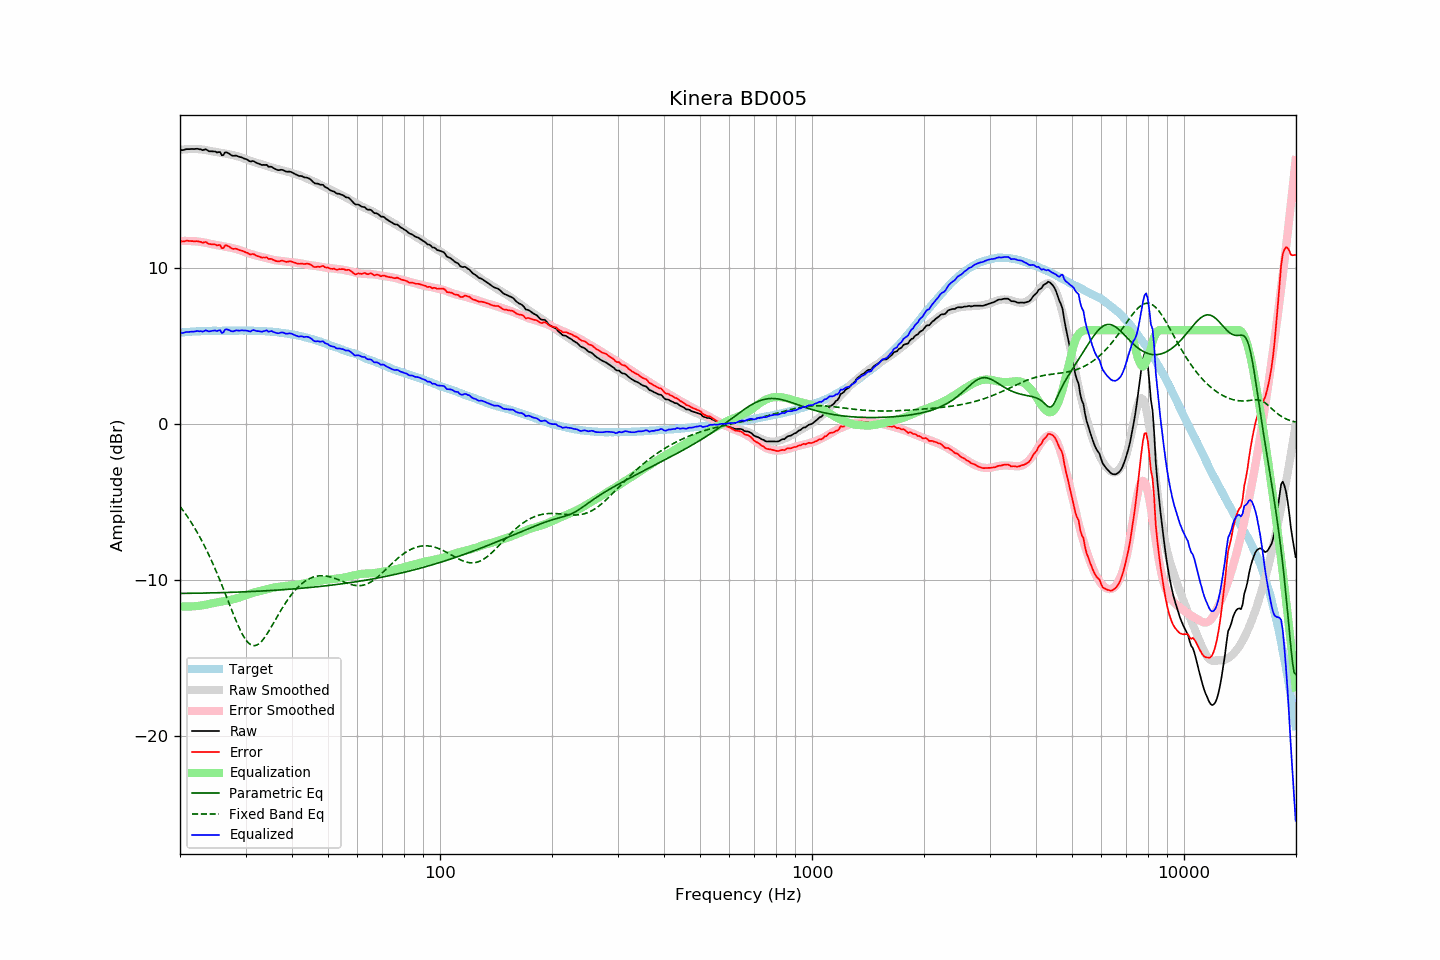 Kinera BD005
Amplitude (dBr)
10
0
−10
−20
Target
Raw Smoothed
Error Smoothed
Raw
Error
Equalization
Parametric Eq
Fixed Band Eq
Equalized
100
1000
10000
Frequency (Hz)